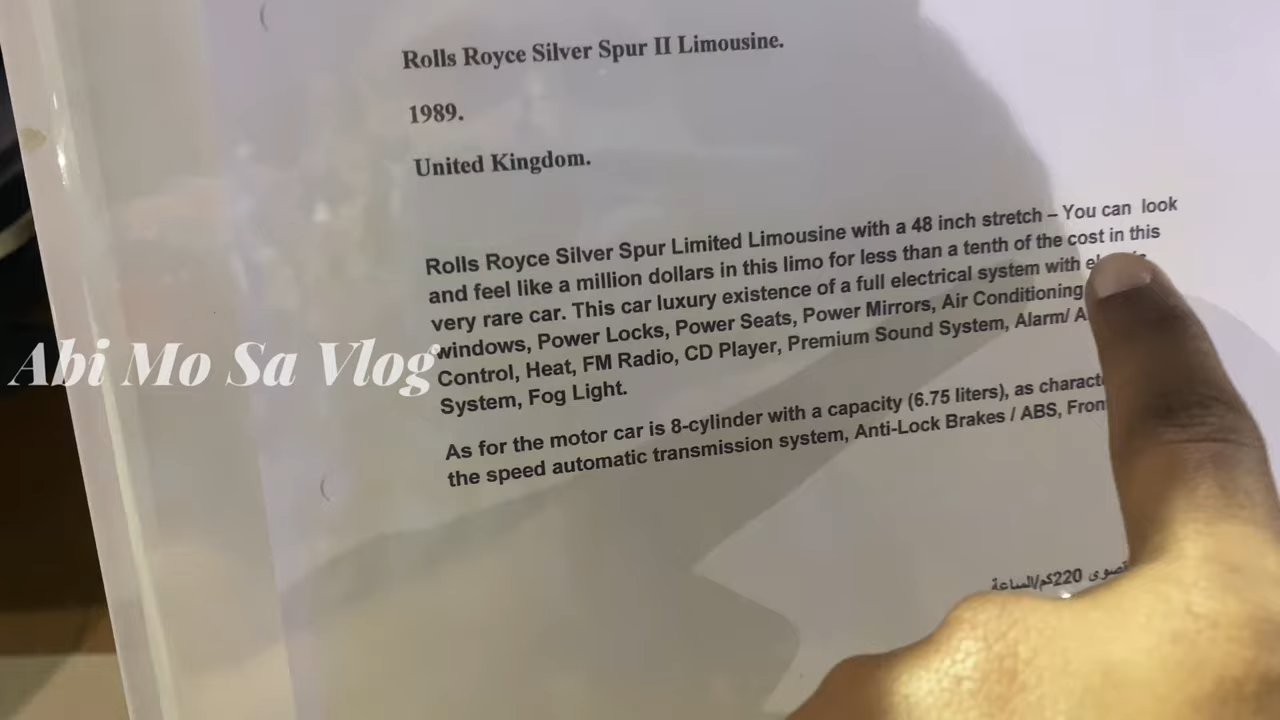 Rolls Royce Silver Spur II Limousine.
1989.
United Kingdom.
Rolls Royce Silver Spur Limited Limousine with a 48 inch stretch – You can look
and feel like a million dollars in this limo for less than a tenth of the cost in this
very rare car. This car luxury existence of a full electrical system with
windows, Power Locks, Power Seats, Power Mirrors, Air Conditioning
Control, Heat, FM Radio, CD Player, Premium Sound System, Alarm/
System, Fog Light.
As for the motor car is 8-cylinder with a capacity (6.75 liters), as
the speed automatic transmission system, Anti-Lock Brakes / ABS,
220كم/الساعة
Abi Mo Sa Vlog